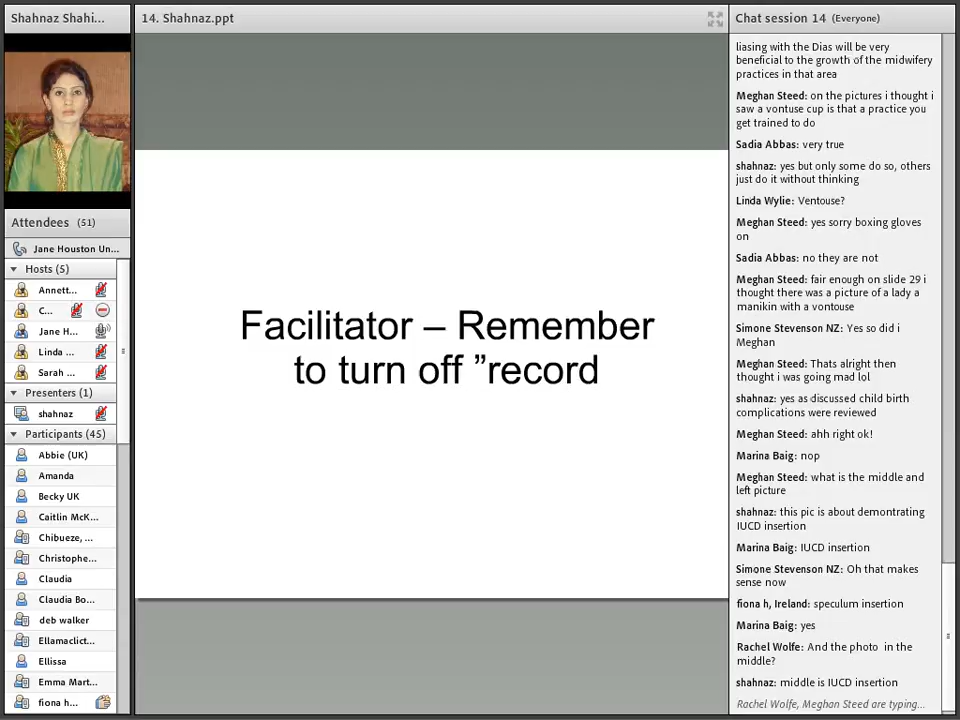 Shahnaz Shahi...
14. Shahnaz.ppt
Chat session 14 (Everyone)
Attendees (51)
Jane Houston Un...
Hosts (5)
Annett...
C...
Jane H...
Linda ...
Sarah ...
Presenters (1)
shahnaz
Participants (45)
Abbie (UK)
Amanda
Becky UK
Caitlin McK...
Chibueze, ...
Christophe...
Claudia
Claudia Bo...
deb walker
Ellamaclict...
Ellissa
Emma Mart...
fiona h...
Facilitator – Remember
to turn off ”record
liasing with the Dias will be very
beneficial to the growth of the midwifery
practices in that area
Meghan Steed: on the pictures i thought i
saw a vontuse cup is that a practice you
get trained to do
Sadia Abbas: very true
shahnaz: yes but only some do so, others
just do it without thinking
Linda Wylie: Ventouse?
Meghan Steed: yes sorry boxing gloves
on
Sadia Abbas: no they are not
Meghan Steed: fair enough on slide 29 i
thought there was a picture of a lady a
manikin with a vontouse
Simone Stevenson NZ: Yes so did i
Meghan
Meghan Steed: Thats alright then
thought i was going mad lol
shahnaz: yes as discussed child birth
complications were reviewed
Meghan Steed: ahh right ok!
Marina Baig: nop
Meghan Steed: what is the middle and
left picture
shahnaz: this pic is about demontrating
IUCD insertion
Marina Baig: IUCD insertion
Simone Stevenson NZ: Oh that makes
sense now
fiona h, Ireland: speculum insertion
Marina Baig: yes
Rachel Wolfe: And the photo in the
middle?
shahnaz: middle is IUCD insertion
Rachel Wolfe, Meghan Steed are typing...